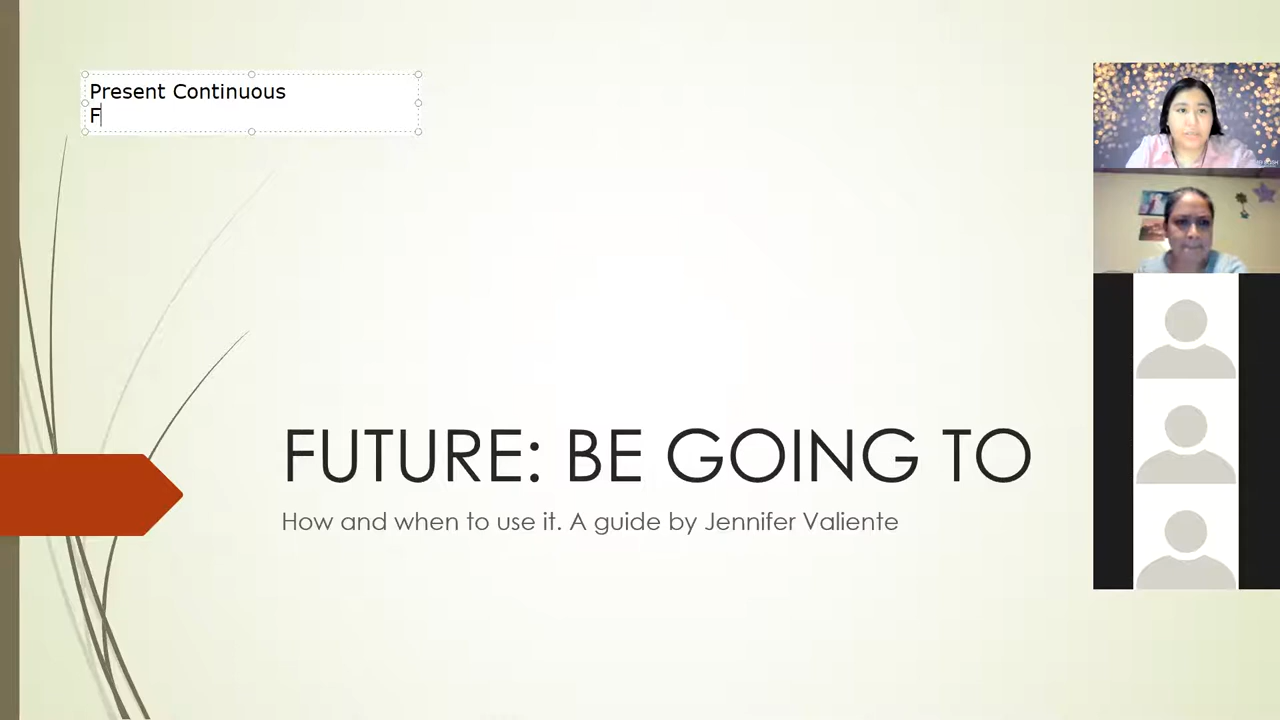 Present Continuous
F
FUTURE: BE GOING TO
How and when to use it. A guide by Jennifer Valiente